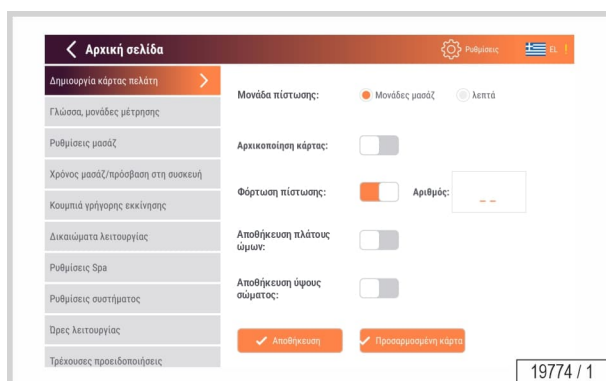 Αρχική σελίδα
Ρυθμίσεις
EL
!
Δημιουργία κάρτας πελάτη
Γλώσσα, μονάδες μέτρησης
Ρυθμίσεις μασάζ
Χρόνος μασάζ/πρόσβαση στη συσκευή
Κουμπιά γρήγορης εκκίνησης
Δικαιώματα λειτουργίας
Ρυθμίσεις Spa
Ρυθμίσεις συστήματος
Ώρες λειτουργίας
Τρέχουσες προειδοποιήσεις
Μονάδα πίστωσης:
Μονάδες μασάζ
λεπτά
Αρχικοποίηση κάρτας:
Φόρτωση πίστωσης:
Αριθμός:
_ _
Αποθήκευση πλάτους
ώμων:
Αποθήκευση ύψους
σώματος:
Αποθήκευση
Προσαρμοσμένη κάρτα
19774 / 1